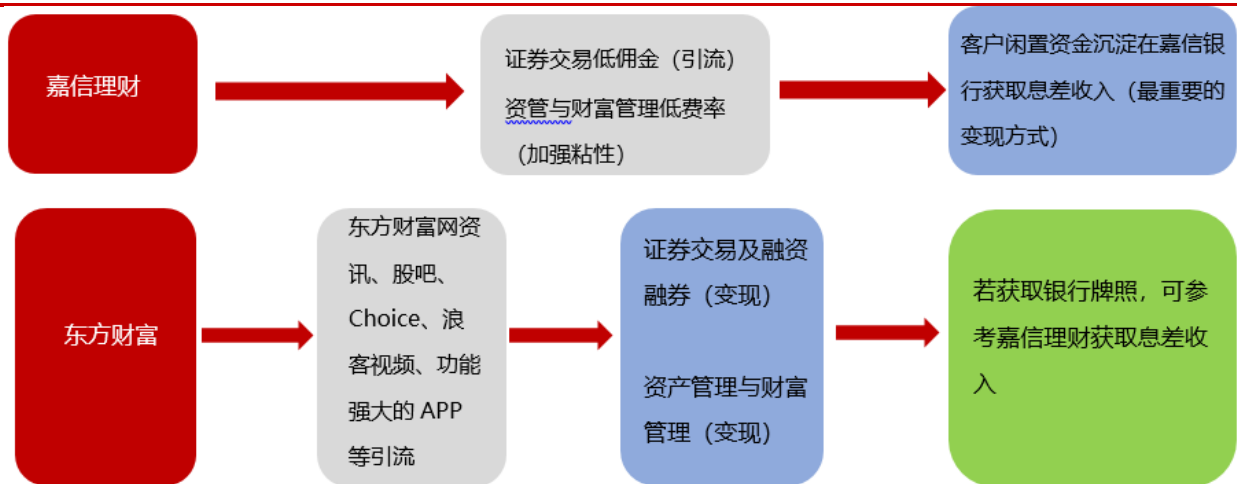 嘉信理财
证券交易低佣金（引流）
资管与财富管理低费率
（加强粘性）
客户闲置资金沉淀在嘉信银
行获取息差收入（最重要的
变现方式）
东方财富
东方财富网资
讯、股吧、
Choice、浪
客视频、功能
强大的 APP
等引流
证券交易及融资
融券（变现）
资产管理与财富
管理（变现）
若获取银行牌照，可参
考嘉信理财获取息差收
入